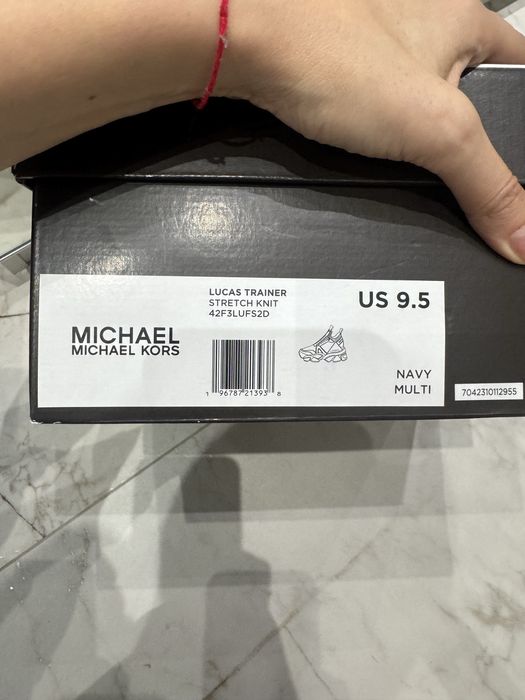 LUCAS TRAINER
STRETCH KNIT
42F3LUFS2D
US 9.5
MICHAEL
MICHAEL KORS
1 96787 21393 8
NAVY
MULTI
7042310112955